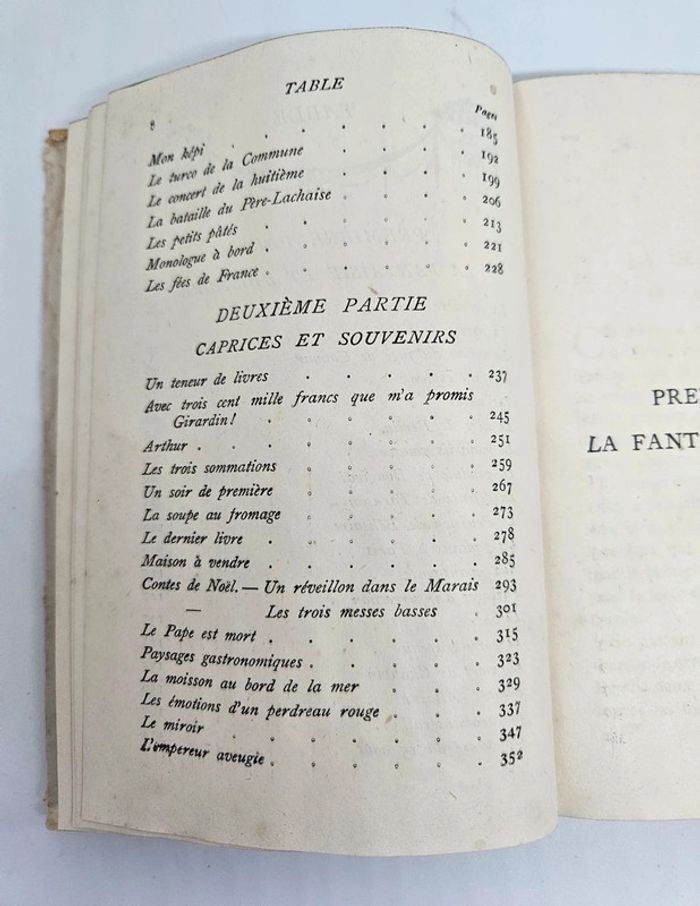 TABLE
8
Pages
Mon képi . . . . . . . 185
Le turco de la Commune . . . . 192
Le concert de la huitième . . . . 199
La bataille du Père-Lachaise . . . . 206
Les petits pâtés . . . . . . 213
Monologue à bord . . . . . . 221
Les fées de France . . . . . . 228
DEUXIÈME PARTIE
CAPRICES ET SOUVENIRS
Un teneur de livres . . . . . 237
Avec trois cent mille francs que m'a promis
Girardin! . . . . . . 245
Arthur . . . . . . . 251
Les trois sommations . . . . . 259
Un soir de première . . . . . 267
La soupe au fromage . . . . . 273
Le dernier livre . . . . . . 278
Maison à vendre . . . . . . 285
Contes de Noël. — Un réveillon dans le Marais 293
— Les trois messes basses . 301
Le Pape est mort . . . . . . 315
Paysages gastronomiques . . . . . 323
La moisson au bord de la mer . . . 329
Les émotions d'un perdreau rouge . . . 337
Le miroir . . . . . . . 347
L'empereur aveugle . . . . . . 352
PRE
LA FANT